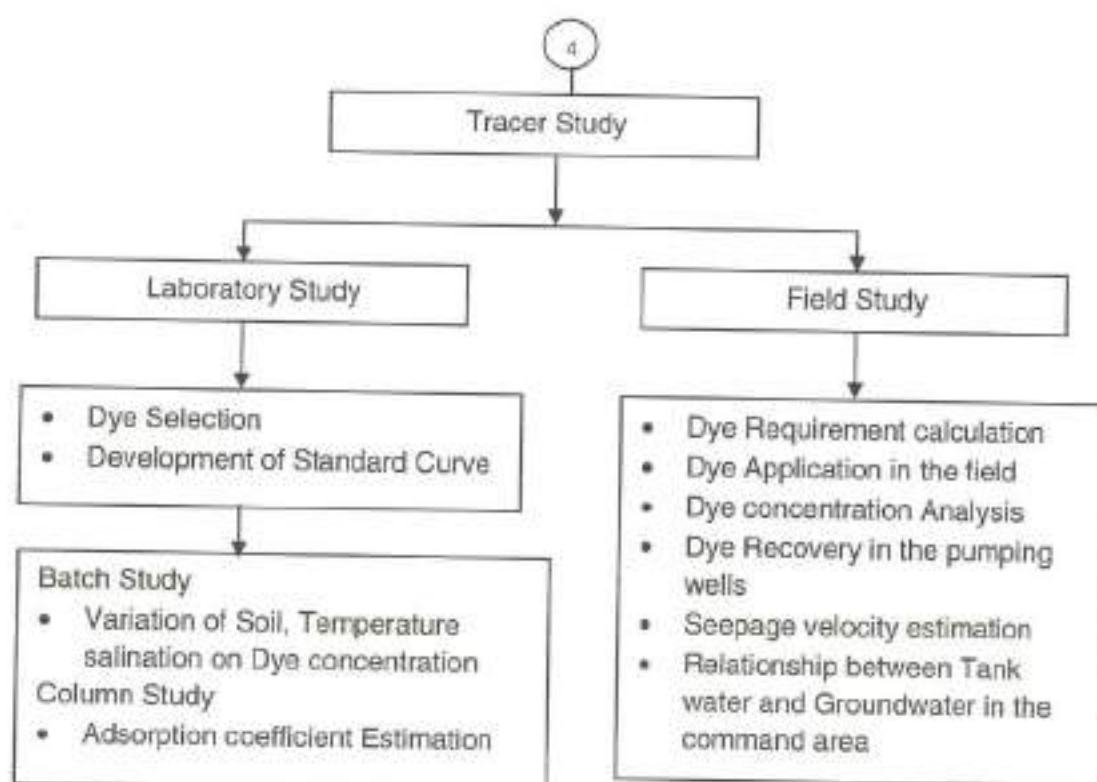 4
Tracer Study
Laboratory Study
Field Study
• Dye Selection
• Development of Standard Curve
Batch Study
• Variation of Soil, Temperature
salination on Dye concentration
Column Study
• Adsorption coefficient Estimation
• Dye Requirement calculation
• Dye Application in the field
• Dye concentration Analysis
• Dye Recovery in the pumping
wells
• Seepage velocity estimation
• Relationship between Tank
water and Groundwater in the
command area